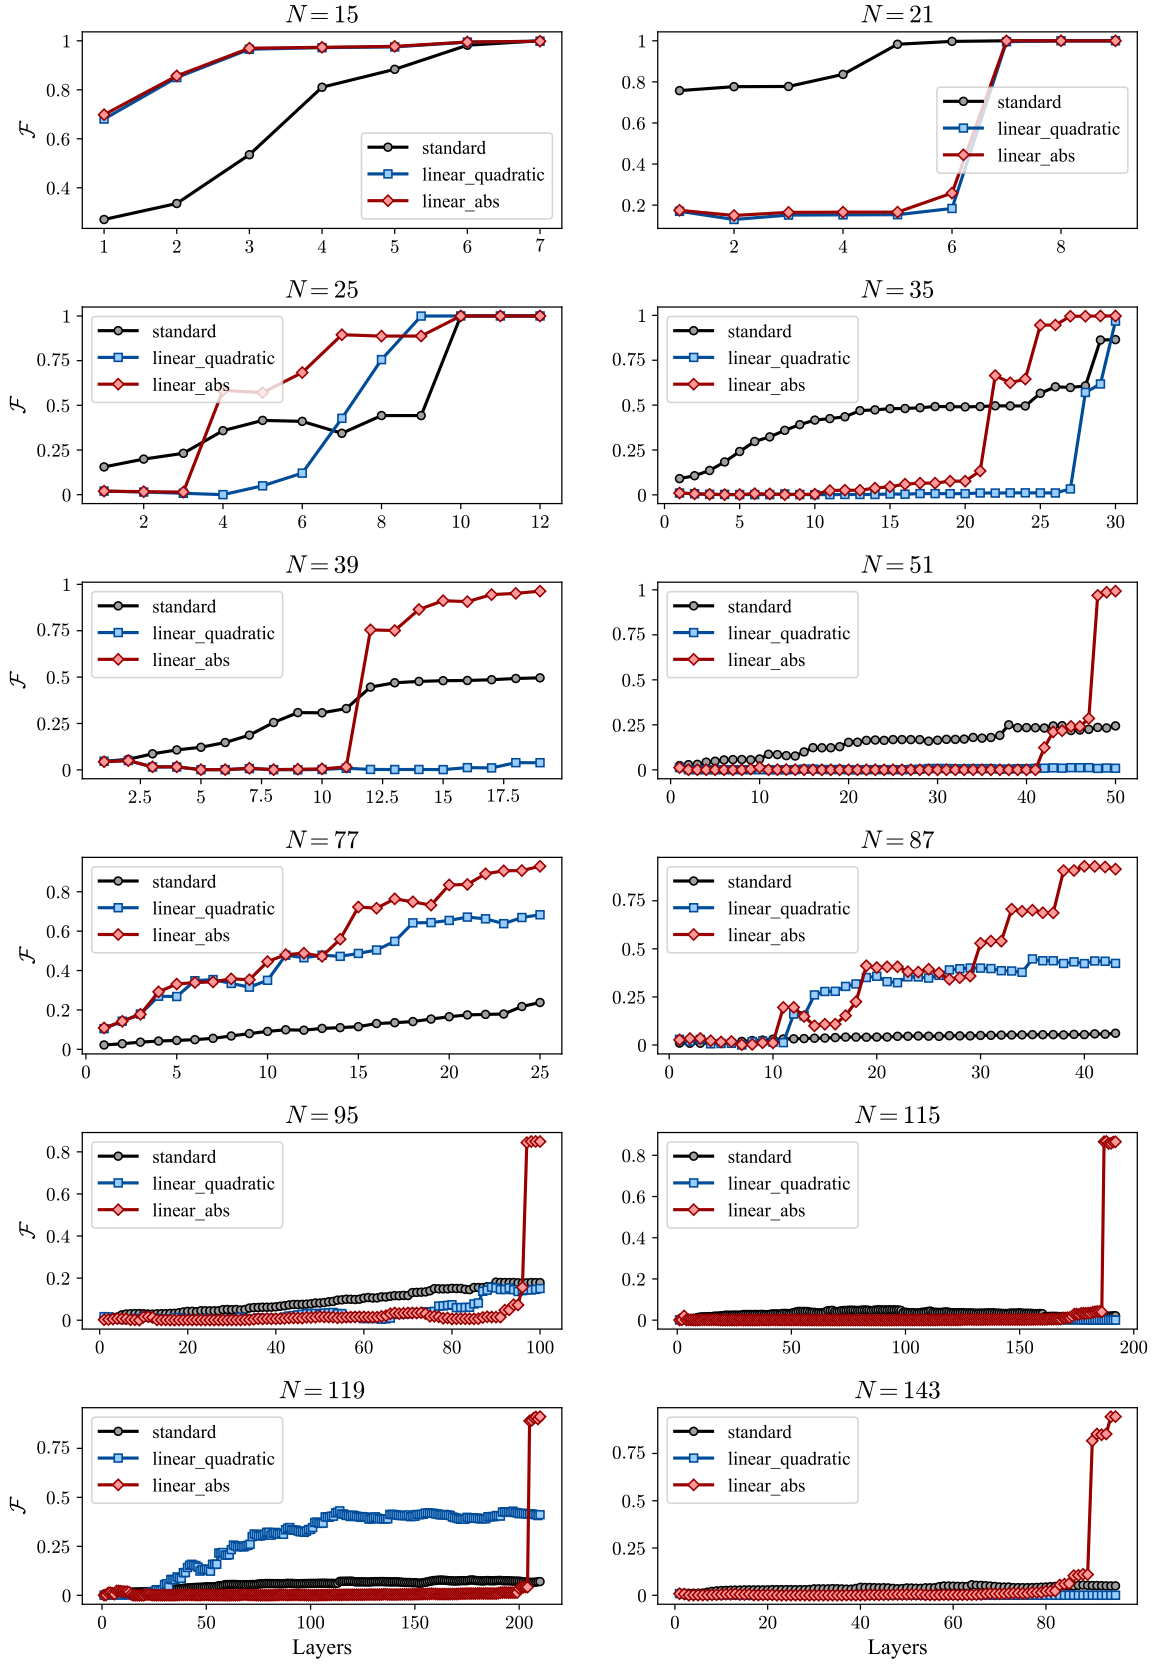 N = 15
N = 21
1
0.8
0.6
0.4
ℱ
standard
linear_quadratic
linear_abs
1 2 3 4 5 6 7
1
0.8
0.6
0.4
0.2
standard
linear_quadratic
linear_abs
2 4 6 8
N = 25
N = 35
1
0.75
0.5
0.25
0
ℱ
standard
linear_quadratic
linear_abs
2 4 6 8 10 12
1
0.75
0.5
0.25
0
standard
linear_quadratic
linear_abs
0 5 10 15 20 25 30
N = 39
N = 51
1
0.75
0.5
0.25
0
ℱ
standard
linear_quadratic
linear_abs
2.5 5 7.5 10 12.5 15 17.5
1
0.75
0.5
0.25
0
standard
linear_quadratic
linear_abs
0 10 20 30 40 50
N = 77
N = 87
0.8
0.6
0.4
0.2
0
ℱ
standard
linear_quadratic
linear_abs
0 5 10 15 20 25
0.75
0.5
0.25
0
standard
linear_quadratic
linear_abs
0 10 20 30 40
N = 95
N = 115
0.8
0.6
0.4
0.2
0
ℱ
standard
linear_quadratic
linear_abs
0 20 40 60 80 100
0.8
0.6
0.4
0.2
0
standard
linear_quadratic
linear_abs
0 50 100 150 200
N = 119
N = 143
0.75
0.5
0.25
0
ℱ
standard
linear_quadratic
linear_abs
0 50 100 150 200
Layers
0.75
0.5
0.25
0
standard
linear_quadratic
linear_abs
0 20 40 60 80
Layers